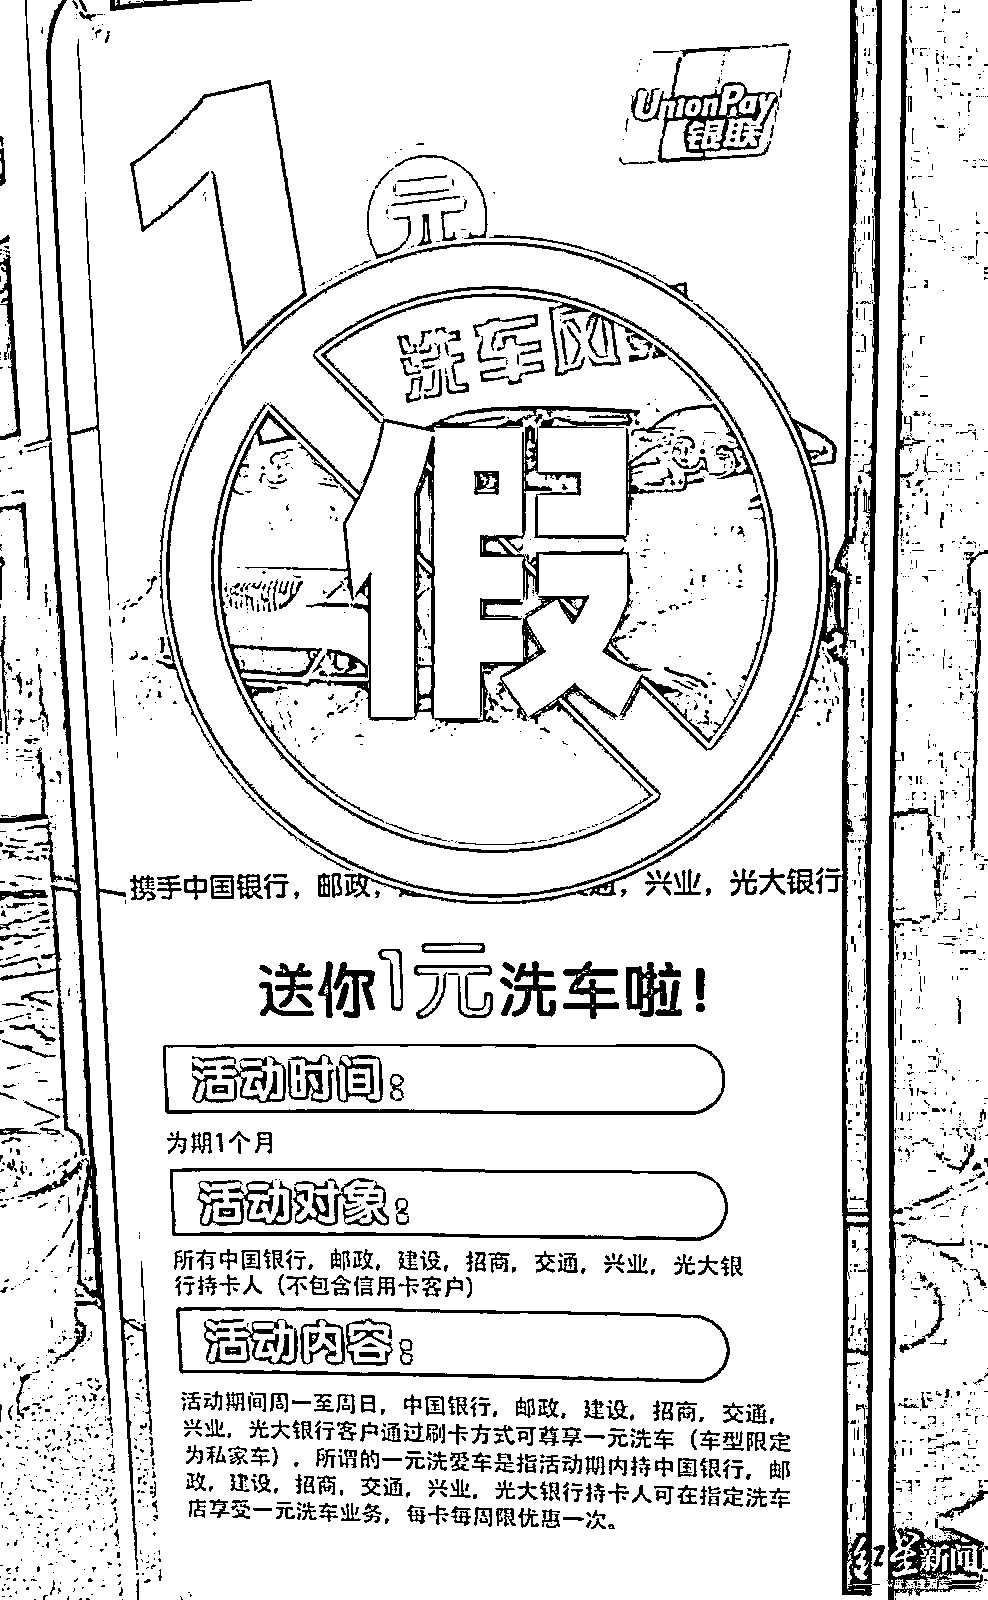 1元
UnionPay
银联
洗车风
假
携手中国银行，邮政，
通，兴业，光大银行
送你1元洗车啦！
活动时间：
为期1个月
活动对象：
所有中国银行，邮政，建设，招商，交通，兴业，光大银
行持卡人（不包含信用卡客户）
活动内容：
活动期间周一至周日，中国银行，邮政，建设，招商，交通，
兴业，光大银行客户通过刷卡方式可尊享一元洗车（车型限定
为私家车）。所谓的一元洗爱车是指活动期内持中国银行，邮
政，建设，招商，交通，兴业，光大银行持卡人可在指定洗车
店享受一元洗车业务，每卡每周限优惠一次。
红星新闻